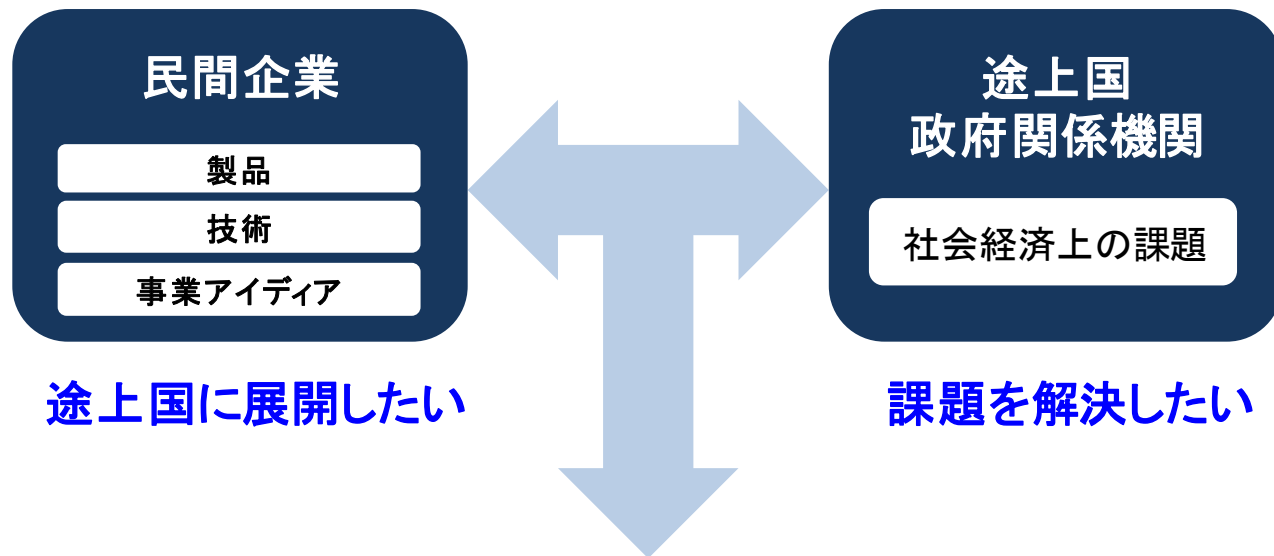 民間企業
製品
技術
事業アイディア
途上国に展開したい
途上国
政府関係機関
社会経済上の課題
課題を解決したい